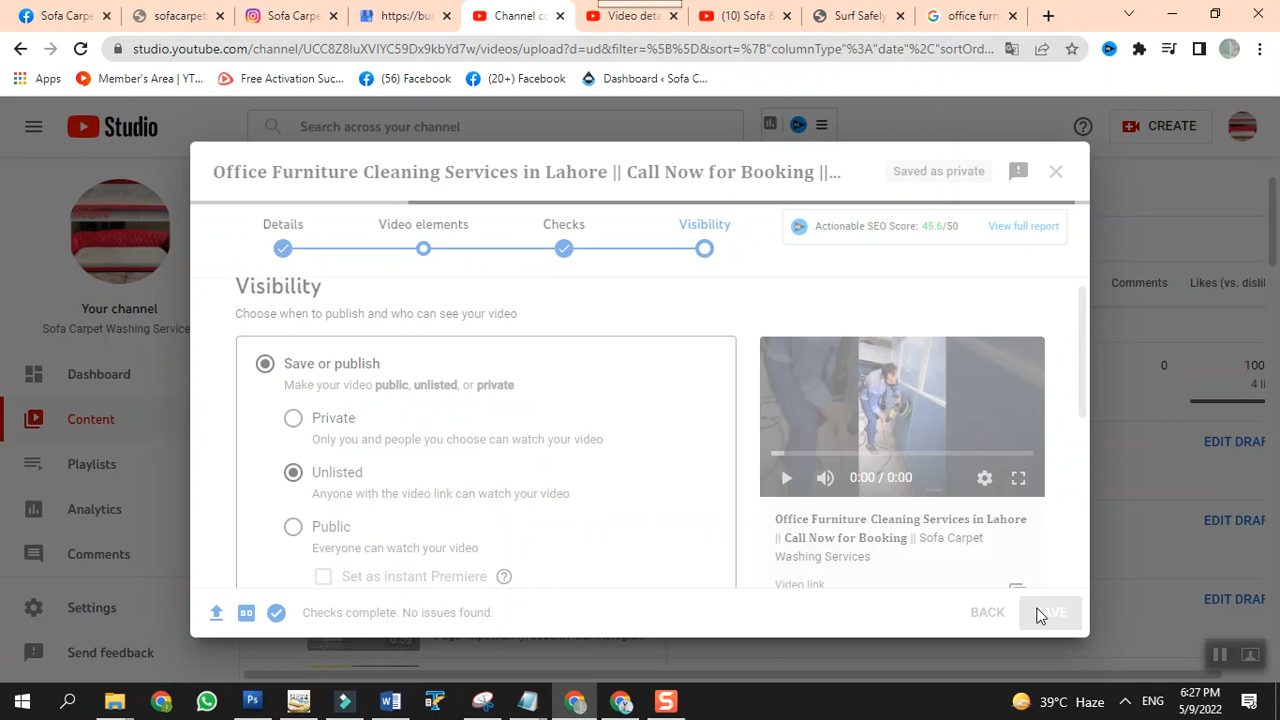 Sofa Carpe
sofacarpet
Sofa Carpe
https://bus
Channel cc
Video deta
(10) Sofa &
Surf Safely
office furn
studio.youtube.com/channel/UCC8Z8IuXVIYC59Dx9kbYd7w/videos/upload?d=ud&filter=%5B%5D&sort=%7B"columnType"%3A"date"%2C"sortOrd...
Apps
Member's Area | YT...
Free Activation Suc...
(56) Facebook
(20+) Facebook
Dashboard ‹ Sofa C...
Studio
Search across your channel
CREATE
Office Furniture Cleaning Services in Lahore || Call Now for Booking ||...
Saved as private
Details
Video elements
Checks
Visibility
Actionable SEO Score: 45.6/50
View full report
Visibility
Choose when to publish and who can see your video
Save or publish
Make your video public, unlisted, or private
Private
Only you and people you choose can watch your video
Unlisted
Anyone with the video link can watch your video
Public
Everyone can watch your video
Set as instant Premiere
0:00 / 0:00
Office Furniture Cleaning Services in Lahore
|| Call Now for Booking || Sofa Carpet
Washing Services
Video link
Checks complete. No issues found.
BACK
SAVE
Your channel
Sofa Carpet Washing Service
Dashboard
Content
Playlists
Analytics
Comments
Settings
Send feedback
Comments
Likes (vs. disli
0
100
4 li
EDIT DRAF
EDIT DRAF
EDIT DRAF
0:59
39°C Haze
ENG
6:27 PM
5/9/2022